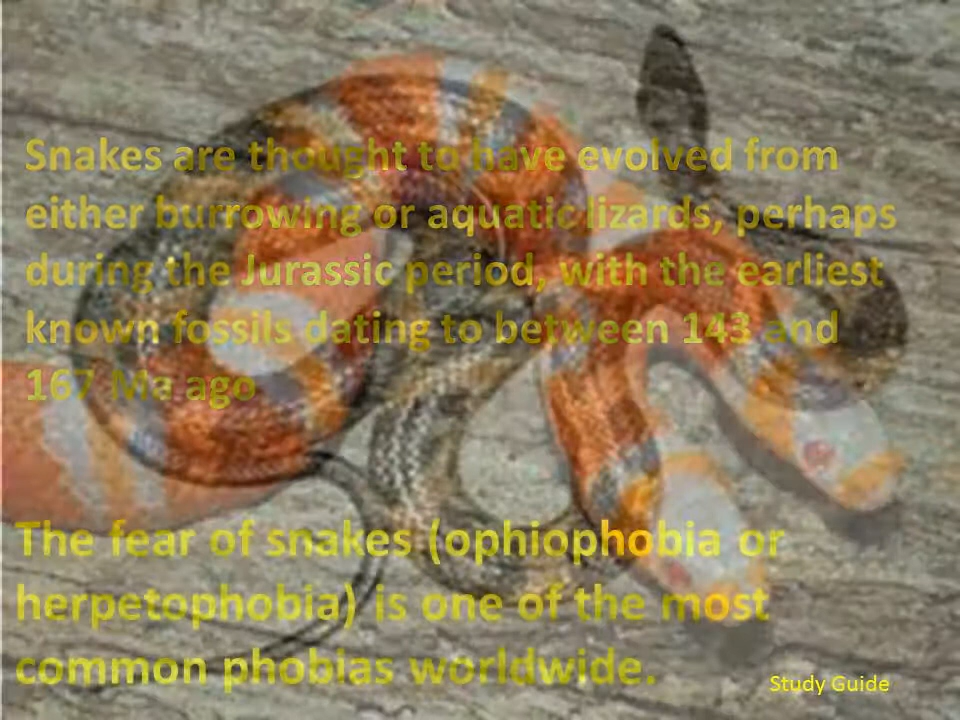 Snakes are thought to have evolved from
either burrowing or aquatic lizards, perhaps
during the Jurassic period, with the earliest
known fossils dating to between 143 and
167 Ma ago
The fear of snakes (ophiophobia or
herpetophobia) is one of the most
common phobias worldwide.
Study Guide